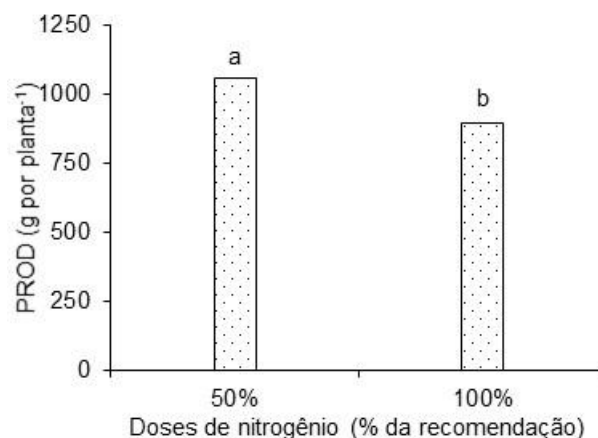 1250
a
b
1000
750
500
250
0
PROD (g por planta⁻¹)
50%
100%
Doses de nitrogênio (% da recomendação)